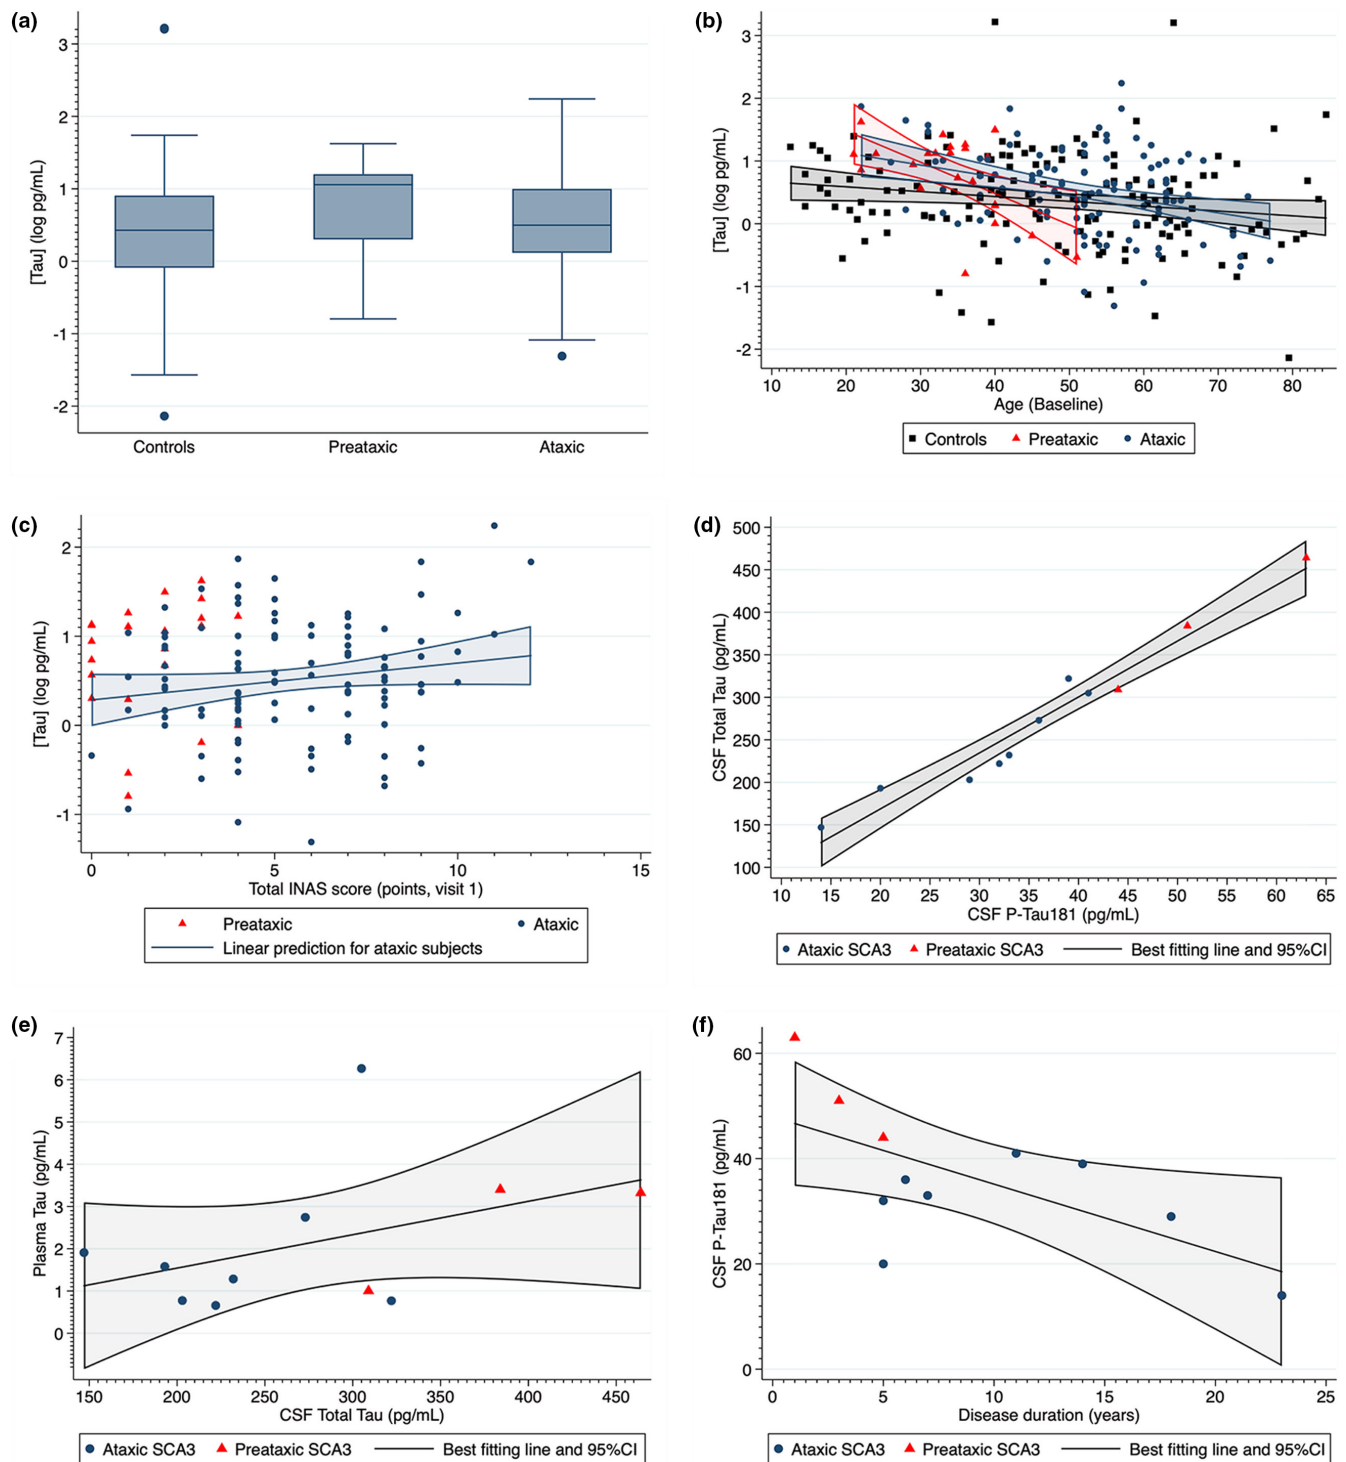 (a)
3
2
1
0
-1
-2
[Tau] (log pg/mL)
Controls Preataxic Ataxic
(b)
3
2
1
0
-1
-2
[Tau] (log pg/mL)
10 20 30 40 50 60 70 80
Age (Baseline)
Controls Preataxic Ataxic
(c)
2
1
0
-1
[Tau] (log pg/mL)
0 5 10 15
Total INAS score (points, visit 1)
Preataxic Ataxic
Linear prediction for ataxic subjects
(d)
500
450
400
350
300
250
200
150
100
CSF Total Tau (pg/mL)
10 15 20 25 30 35 40 45 50 55 60 65
CSF P-Tau181 (pg/mL)
Ataxic SCA3 Preataxic SCA3 Best fitting line and 95%CI
(e)
7
6
5
4
3
2
1
0
Plasma Tau (pg/mL)
150 200 250 300 350 400 450
CSF Total Tau (pg/mL)
Ataxic SCA3 Preataxic SCA3 Best fitting line and 95%CI
(f)
60
40
20
0
CSF P-Tau181 (pg/mL)
0 5 10 15 20 25
Disease duration (years)
Ataxic SCA3 Preataxic SCA3 Best fitting line and 95%CI